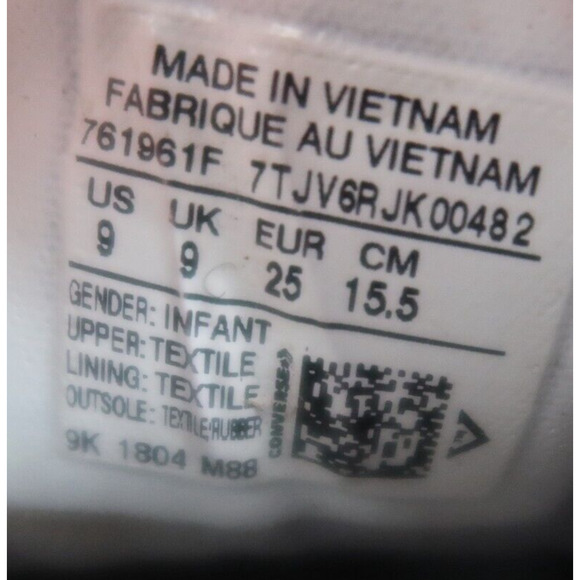 MADE IN VIETNAM
FABRIQUE AU VIETNAM
761961F 7TJV6RJK00482
US UK EUR CM
9 9 25 15.5
GENDER: INFANT
UPPER: TEXTILE
LINING: TEXTILE
OUTSOLE: TEXTILE/RUBBER
9K 1804 M88
CONVERSE